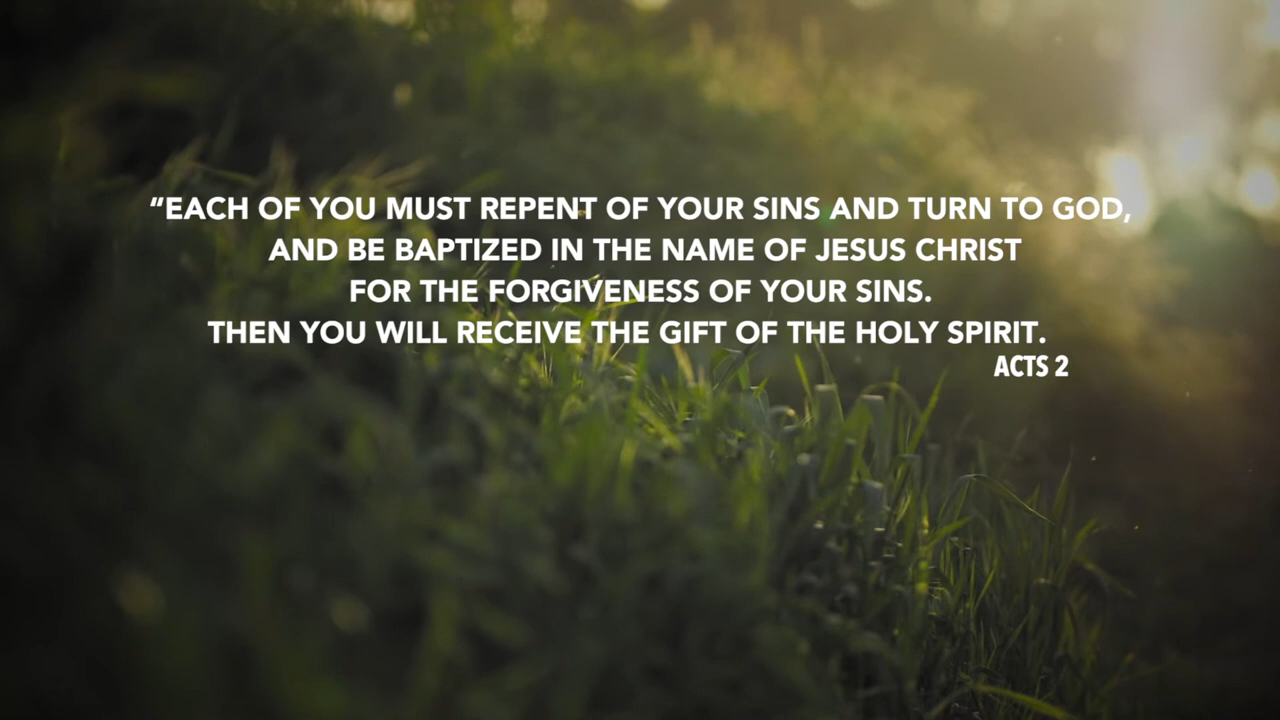 “EACH OF YOU MUST REPENT OF YOUR SINS AND TURN TO GOD,
AND BE BAPTIZED IN THE NAME OF JESUS CHRIST
FOR THE FORGIVENESS OF YOUR SINS.
THEN YOU WILL RECEIVE THE GIFT OF THE HOLY SPIRIT.
ACTS 2